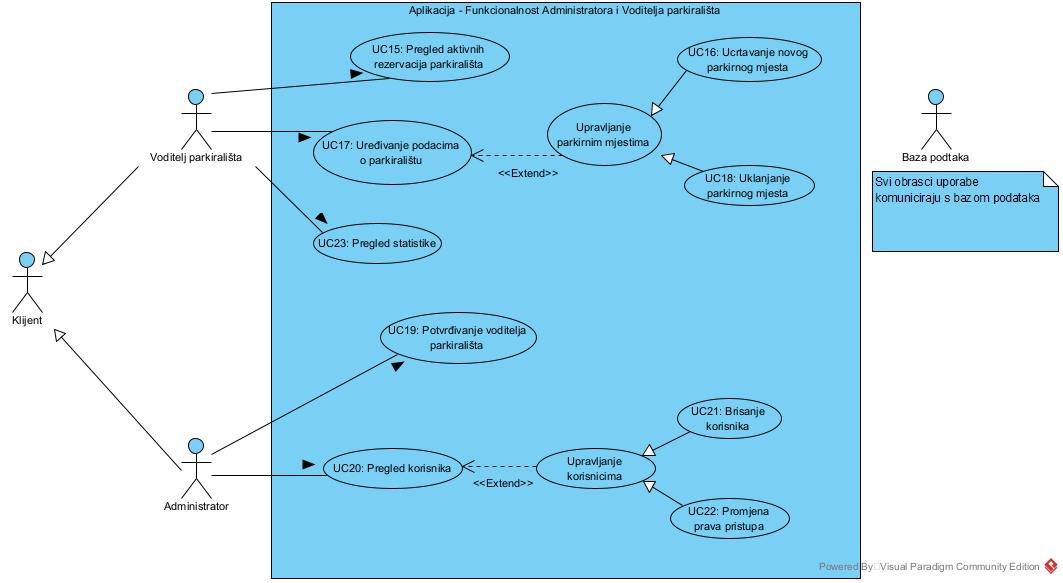 Aplikacija - Funkcionalnost Administratora i Voditelja parkirališta
UC15: Pregled aktivnih
rezervacija parkirališta
UC16: Ucrtavanje novog
parkirnog mjesta
Voditelj parkirališta
UC17: Uređivanje podacima
o parkiralištu
<<Extend>>
Upravljanje
parkirnim mjestima
UC18: Uklanjanje
parkirnog mjesta
Baza podtaka
Svi obrasci uporabe
komuniciraju s bazom podataka
UC23: Pregled statistike
Klijent
UC19: Potvrđivanje voditelja
parkirališta
Administrator
UC20: Pregled korisnika
<<Extend>>
Upravljanje
korisnicima
UC21: Brisanje
korisnika
UC22: Promjena
prava pristupa
Powered By Visual Paradigm Community Edition